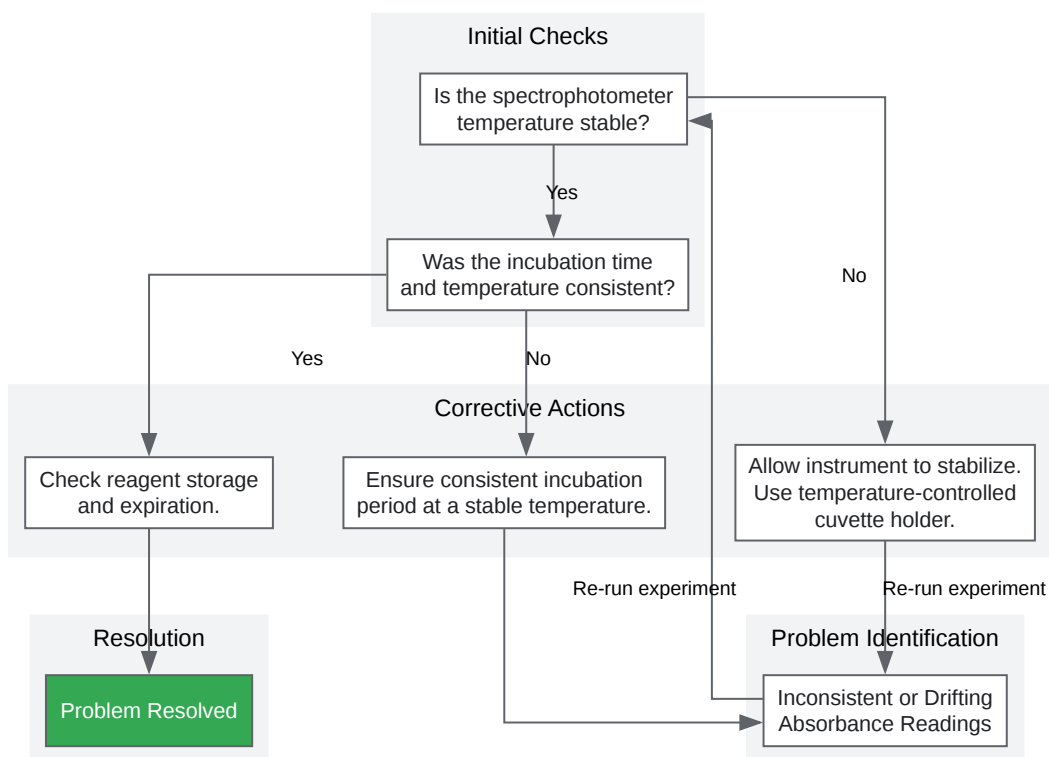 Initial Checks
Is the spectrophotometer
temperature stable?
Yes
Was the incubation time
and temperature consistent?
No
Yes
No
Corrective Actions
Check reagent storage
and expiration.
Ensure consistent incubation
period at a stable temperature.
Allow instrument to stabilize.
Use temperature-controlled
cuvette holder.
Re-run experiment
Re-run experiment
Resolution
Problem Resolved
Problem Identification
Inconsistent or Drifting
Absorbance Readings